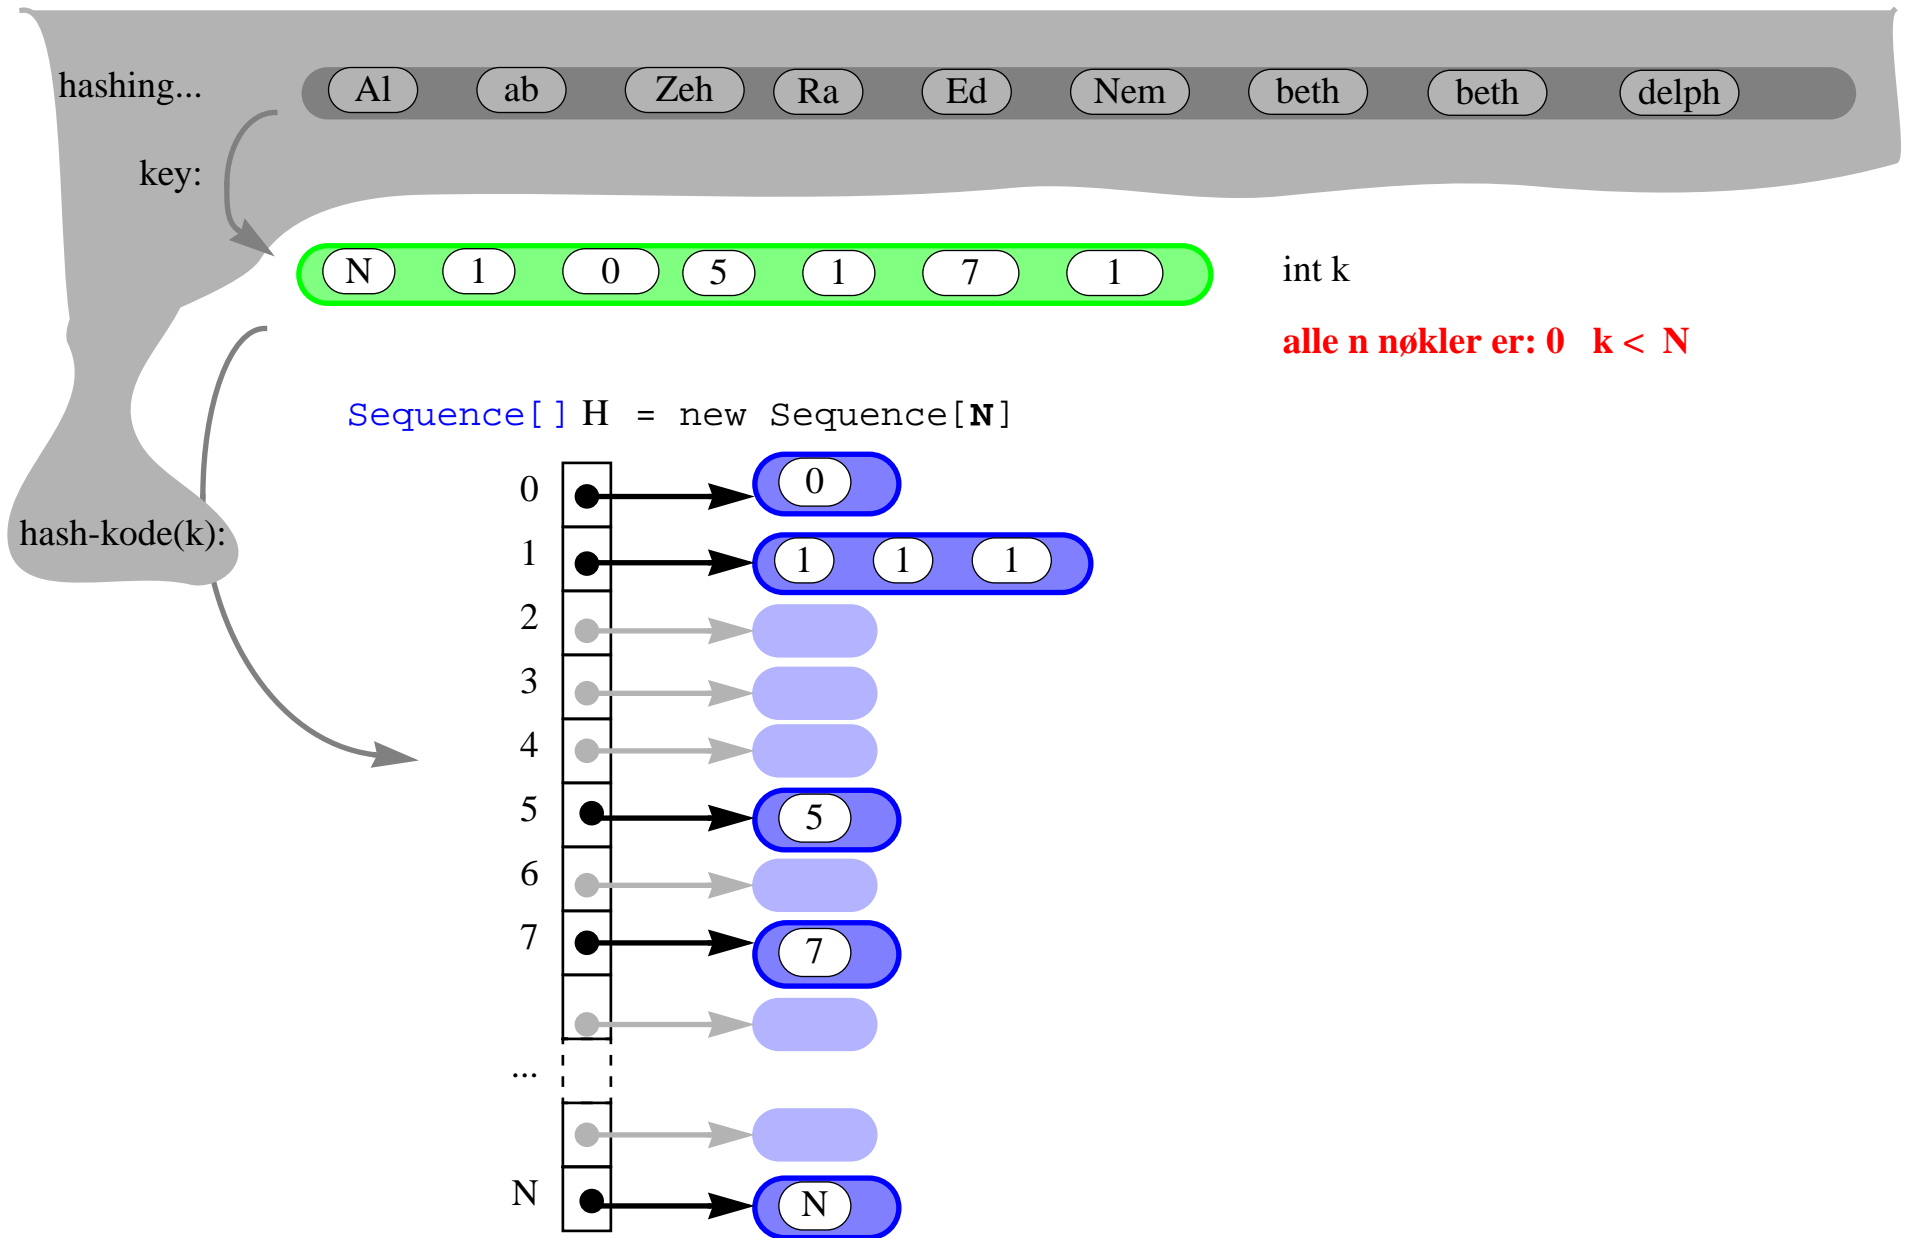 hashing... Al ab Zeh Ra Ed Nem beth beth delph
key:
N 1 0 5 1 7 1 int k
alle n nøkler er: 0 k < N
Sequence[] H = new Sequence[N]
0 0
hash-kode(k):
1 1 1 1
2
3
4
5 5
6
7 7
...
N N